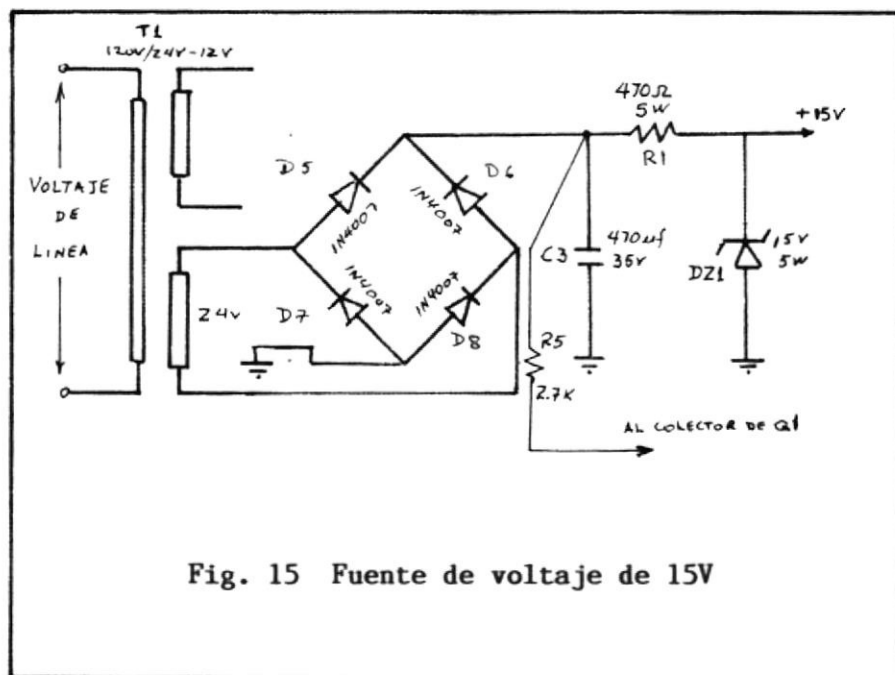 T1
120V/24V-12V
VOLTAJE
DE
LINEA
24V
D5
1N4007
D6
1N4007
D7
1N4007
D8
1N4007
470Ω
5W
R1
+15V
C3
470uf
35V
DZ1
15V
5W
R5
2.7K
AL COLECTOR DE Q1
Fig. 15 Fuente de voltaje de 15V